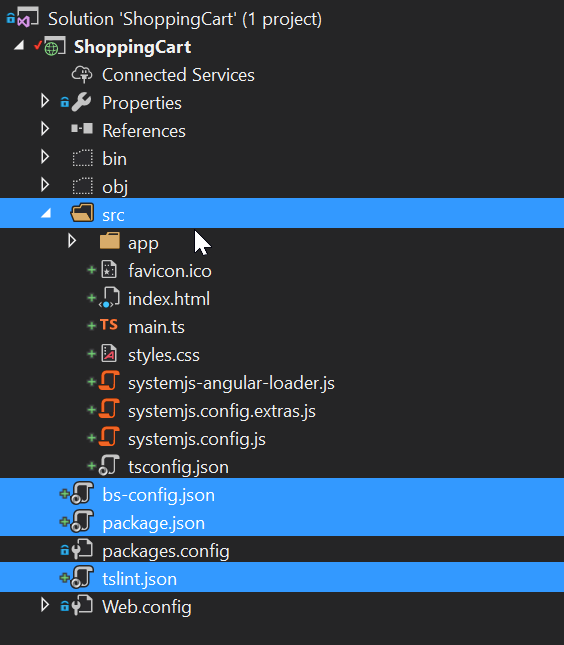 Solution 'ShoppingCart' (1 project)
ShoppingCart
Connected Services
Properties
References
bin
obj
src
app
favicon.ico
index.html
TS main.ts
styles.css
systemjs-angular-loader.js
systemjs.config.extras.js
systemjs.config.js
tsconfig.json
bs-config.json
package.json
packages.config
tslint.json
Web.config